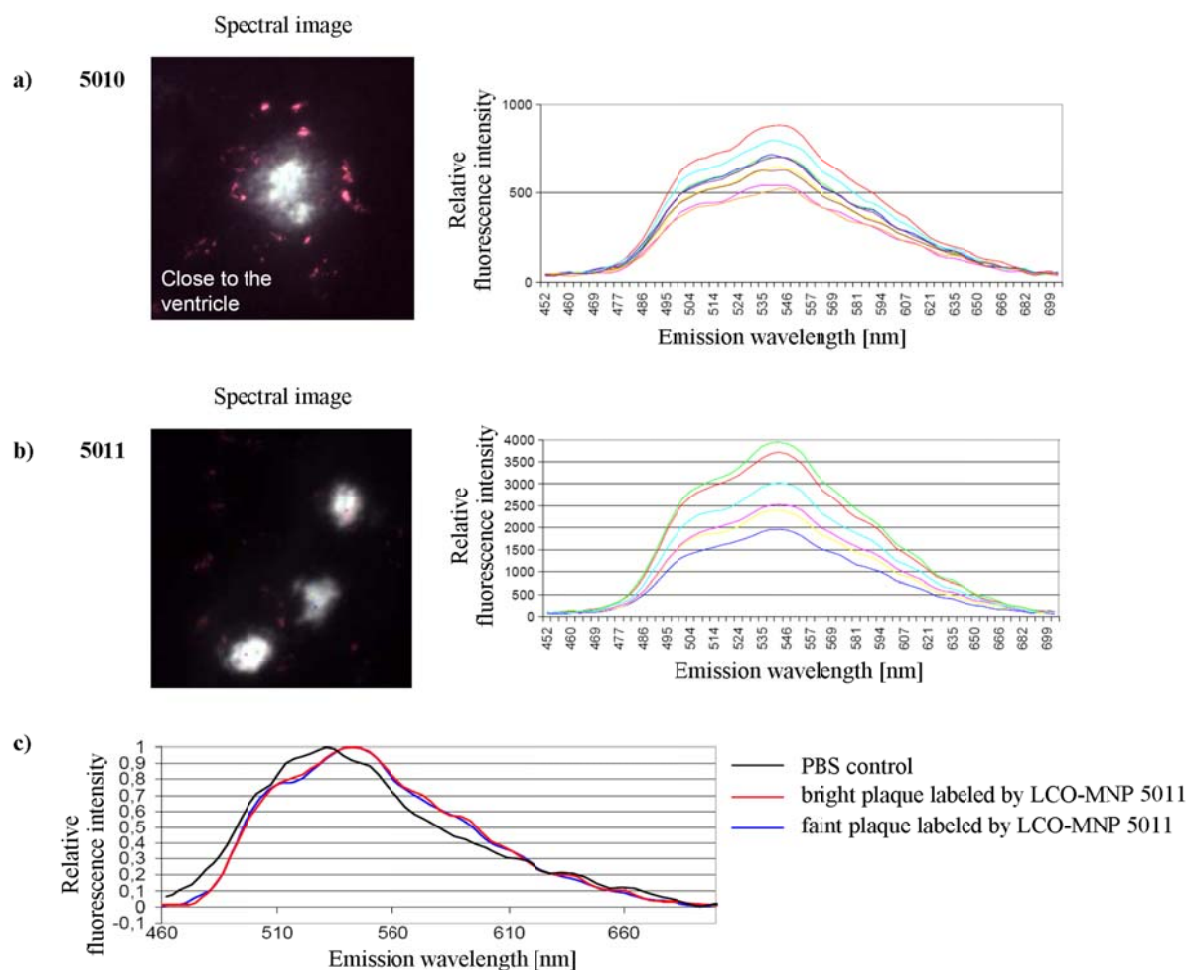 Spectral image
a) 5010
Close to the
ventricle
Relative
fluorescence intensity
1000
500
0
452 460 469 477 486 495 504 514 524 535 546 557 569 581 594 607 621 635 650 666 682 699
Emission wavelength [nm]
Spectral image
b) 5011
Relative
fluorescence intensity
4000
3500
3000
2500
2000
1500
1000
500
0
452 460 469 477 486 495 504 514 524 535 546 557 569 581 594 607 621 635 650 666 682 699
Emission wavelength [nm]
c)
Relative
fluorescence intensity
1
0,9
0,8
0,7
0,6
0,5
0,4
0,3
0,2
0,1
0
-0,1
460 510 560 610 660
Emission wavelength [nm]
PBS control
bright plaque labeled by LCO-MNP 5011
faint plaque labeled by LCO-MNP 5011